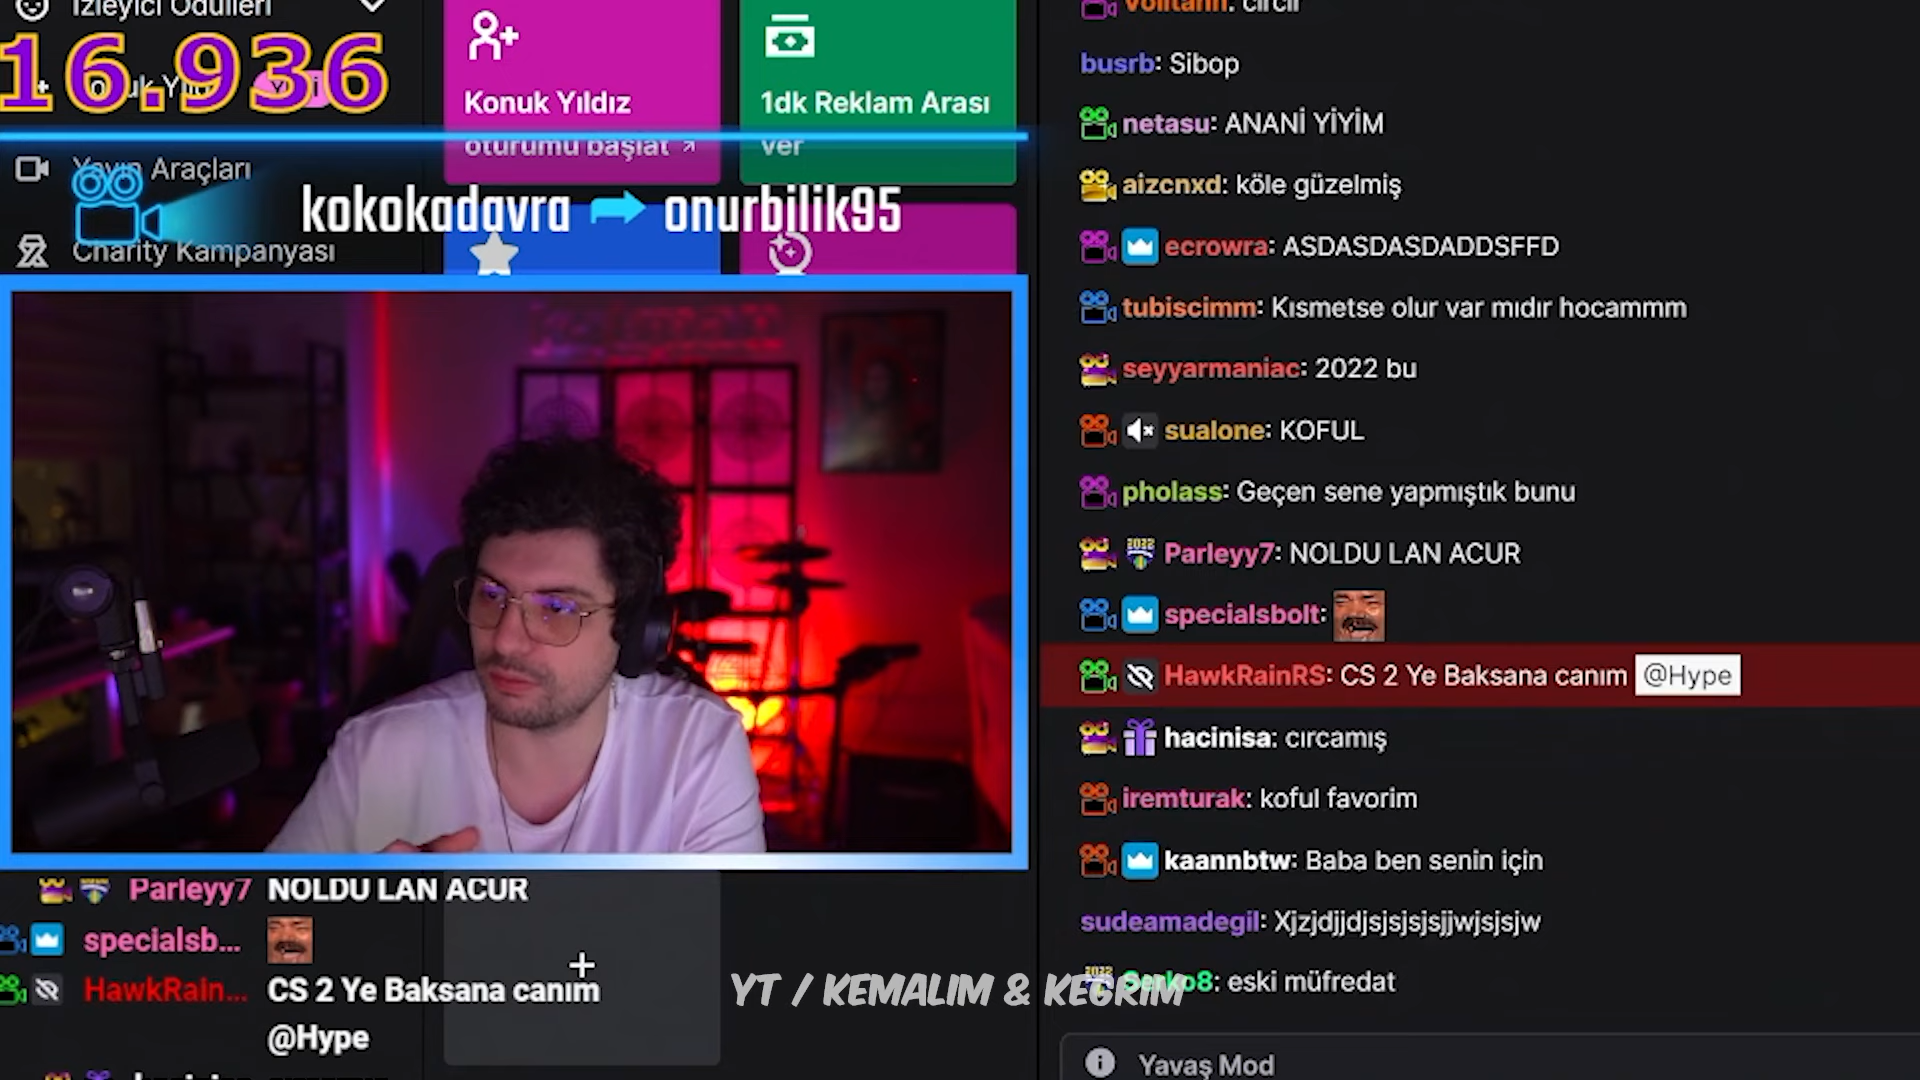 İzleyici Ödülleri
16.936
Konuk Yıldız
oturumu başlat
1dk Reklam Arası
ver
Yayın Araçları
kokokadavra onurbilik95
Charity Kampanyası
Parleyy7 NOLDU LAN ACUR
specialsb...
HawkRain... CS 2 Ye Baksana canım
@Hype
YT / KEMALIM & KEGRIM
Volitann: circir
busrb: Sibop
netasu: ANANİ YİYİM
aizcnxd: köle güzelmiş
ecrowra: ASDASDASDADDSFFD
tubiscimm: Kısmetse olur var mıdır hocammm
seyyarmaniac: 2022 bu
sualone: KOFUL
pholass: Geçen sene yapmıştık bunu
Parleyy7: NOLDU LAN ACUR
specialsbolt:
HawkRainRS: CS 2 Ye Baksana canım @Hype
hacinisa: cırcamış
iremturak: koful favorim
kaannbtw: Baba ben senin için
sudeamadegil: Xjzjdjjdjsjsjsjsjjwjsjsjw
Serko8: eski müfredat
Yavaş Mod